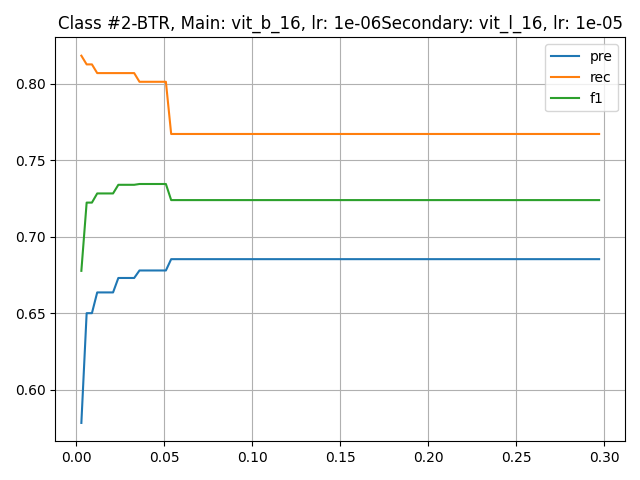 Class #2-BTR, Main: vit_b_16, lr: 1e-06Secondary: vit_l_16, lr: 1e-05
pre
rec
f1
0.80
0.75
0.70
0.65
0.60
0.00 0.05 0.10 0.15 0.20 0.25 0.30